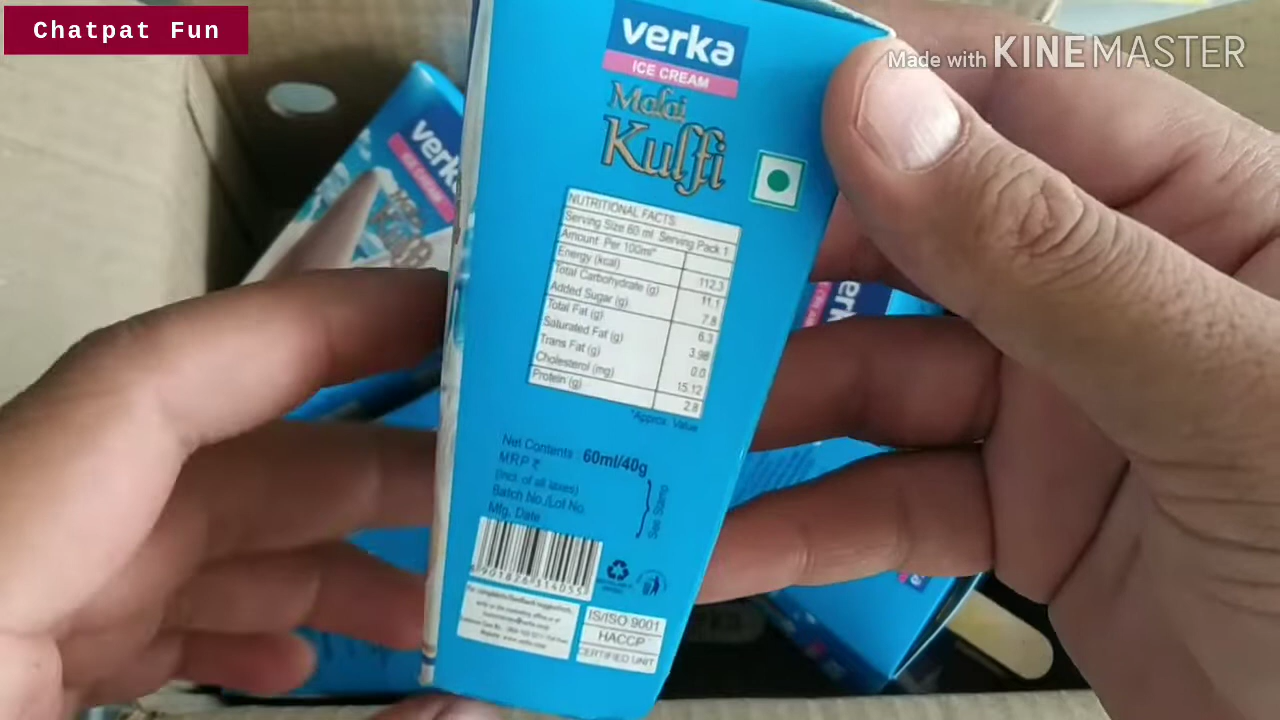 Chatpat Fun
Made with KINEMASTER
verka
ICE CREAM
Malai
Kulfi
verka
ICE CREAM
NUTRITIONAL FACTS
Serving Size 60 ml Serving Pack 1
Amount Per 100ml*
Energy (kcal) 112.3
Total Carbohydrate (g) 11.1
Added Sugar (g) 7.8
Total Fat (g) 6.3
Saturated Fat (g) 3.98
Trans Fat (g) 0.0
Cholesterol (mg) 15.12
Protein (g) 2.8
*Approx. Value
Net Contents : 60ml/40g
MRP ₹
(Incl. of all taxes)
Batch No./Lot No.
Mfg. Date
See Stamp
IS/ISO 9001
HACCP
CERTIFIED UNIT